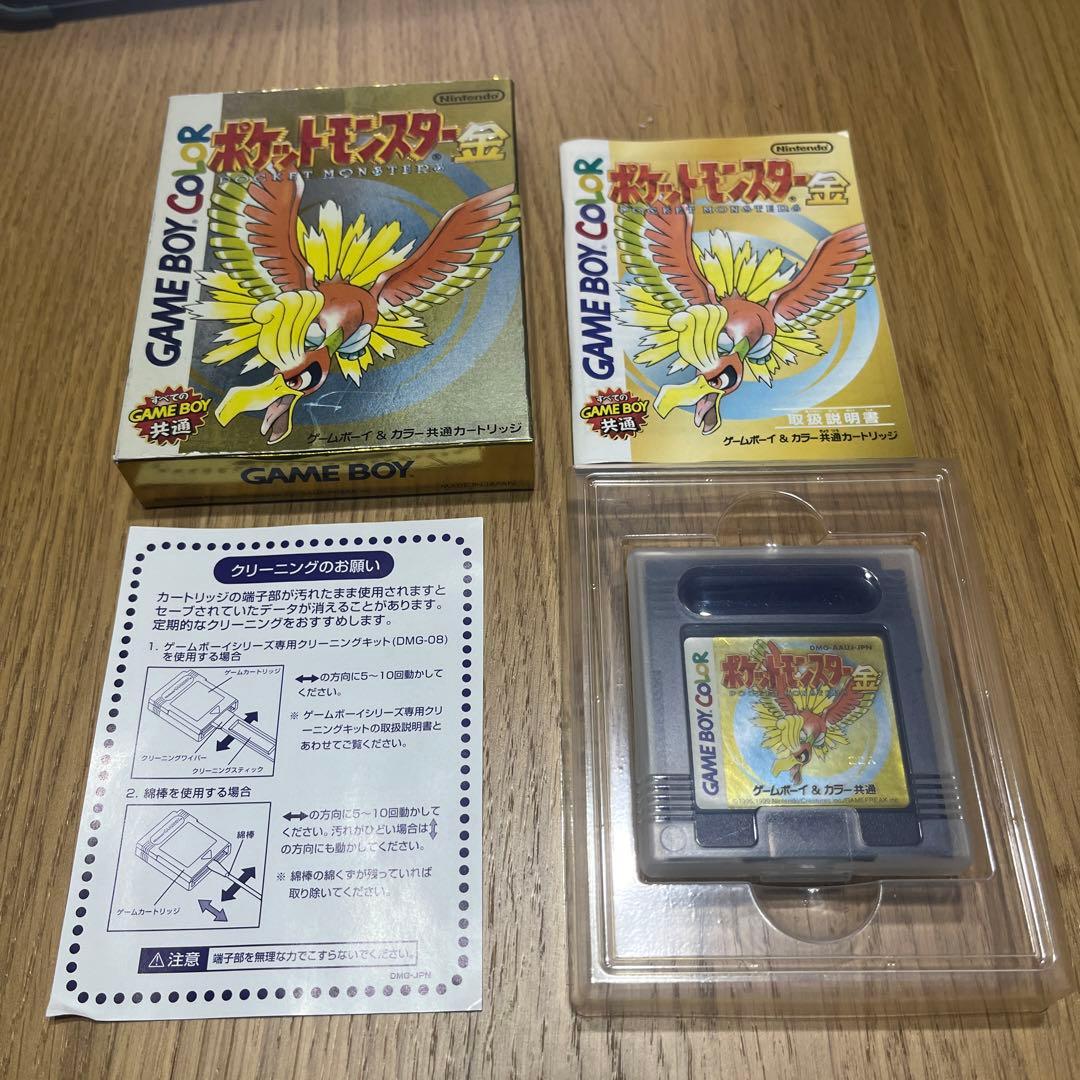 Nintendo
ポケットモンスター金
POCKET MONSTERS
GAME BOY COLOR
すべての
GAME BOY
共通
ゲームボーイ & カラー共通カートリッジ
GAME BOY
MADE IN JAPAN
Nintendo
ポケットモンスター金
POCKET MONSTERS
GAME BOY COLOR
すべての
GAME BOY
共通
取扱説明書
ゲームボーイ & カラー共通カートリッジ
クリーニングのお願い
カートリッジの端子部が汚れたまま使用されますと
セーブされていたデータが消えることがあります。
定期的なクリーニングをおすすめします。
1. ゲームボーイシリーズ専用クリーニングキット(DMG-08)
を使用する場合
ゲームカートリッジ
クリーニングワイパー
クリーニングスティック
⟷の方向に5〜10回動かして
ください。
※ ゲームボーイシリーズ専用ク
リーニングキットの取扱説明書と
あわせてご覧ください。
2. 綿棒を使用する場合
綿棒
ゲームカートリッジ
⟷の方向に5〜10回動かして
ください。汚れがひどい場合は↕
の方向にも動かしてください。
※ 綿棒の綿くずが残っていれば
取り除いてください。
⚠注意 端子部を無理な力でこすらないでください。
DMG-JPN
DMG-AAUJ-JPN
ポケットモンスター金
POCKET MONSTERS
GAME BOY COLOR
ゲームボーイ & カラー共通
©1995,1999 Nintendo/Creatures inc./GAMEFREAK inc.